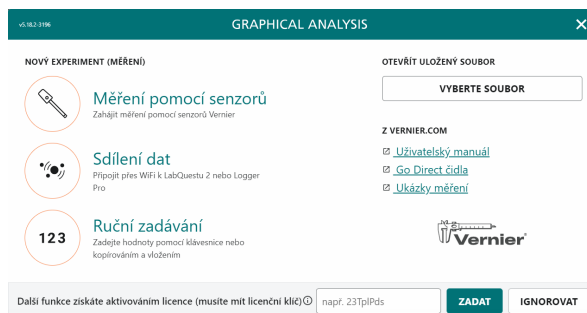 v5.18.2-3196
GRAPHICAL ANALYSIS
NOVÝ EXPERIMENT (MĚŘENÍ)
Měření pomocí senzorů
Zahájit měření pomocí senzorů Vernier
Sdílení dat
Připojit přes WiFi k LabQuestu 2 nebo Logger
Pro
123
Ruční zadávání
Zadejte hodnoty pomocí klávesnice nebo
kopírováním a vložením
OTEVŘÍT ULOŽENÝ SOUBOR
VYBERTE SOUBOR
Z VERNIER.COM
Uživatelský manuál
Go Direct čidla
Ukázky měření
Vernier
Další funkce získáte aktivováním licence (musíte mít licenční klíč)
např. 23TplPds
ZADAT
IGNOROVAT